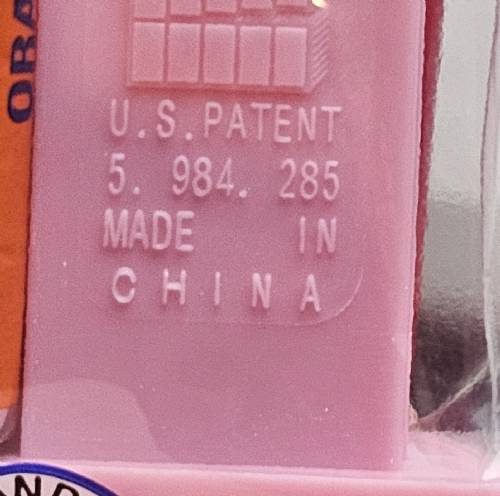 U.S.PATENT
5. 984. 285
MADE IN
CHINA